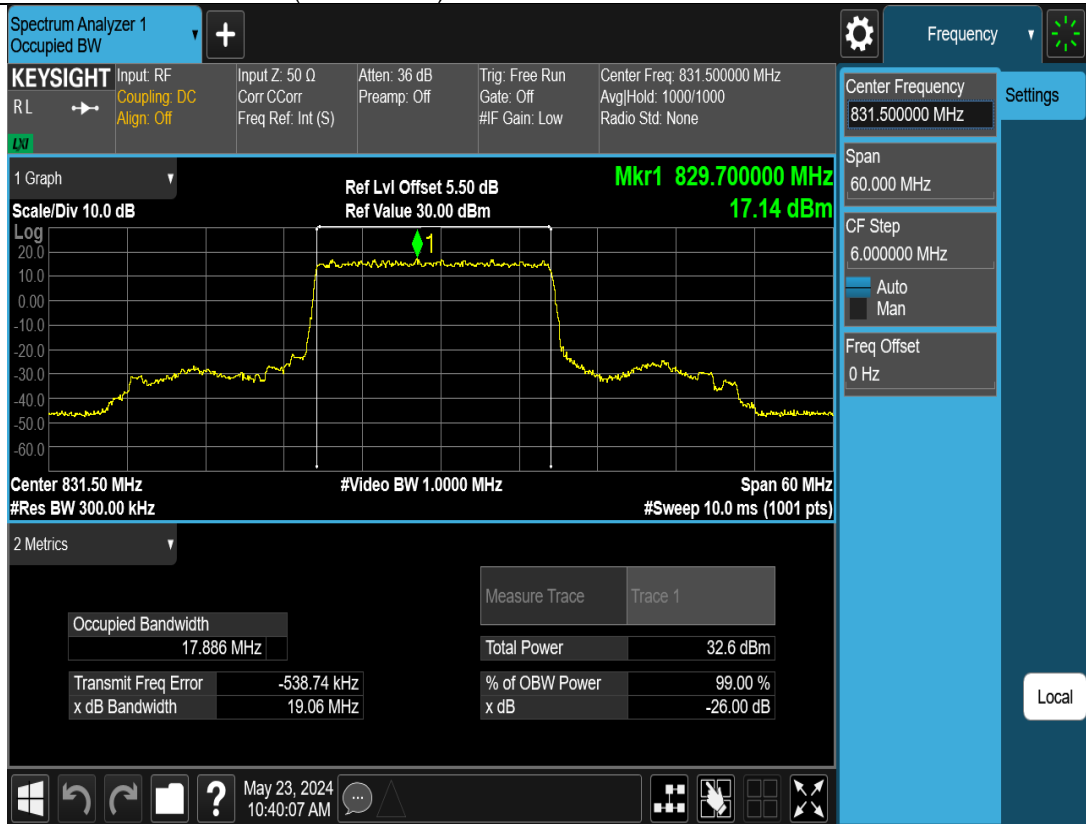 Spectrum Analyzer 1
Occupied BW
+
Frequency
KEYSIGHT
RL
LXI
Input: RF
Coupling: DC
Align: Off
Input Z: 50 Ω
Corr CCorr
Freq Ref: Int (S)
Atten: 36 dB
Preamp: Off
Trig: Free Run
Gate: Off
#IF Gain: Low
Center Freq: 831.500000 MHz
Avg|Hold: 1000/1000
Radio Std: None
Center Frequency
831.500000 MHz
Settings
Span
60.000 MHz
CF Step
6.000000 MHz
Auto
Man
Freq Offset
0 Hz
Local
1 Graph
Scale/Div 10.0 dB
Ref Lvl Offset 5.50 dB
Ref Value 30.00 dBm
Mkr1 829.700000 MHz
17.14 dBm
Log
1
20.0
10.0
0.00
-10.0
-20.0
-30.0
-40.0
-50.0
-60.0
Center 831.50 MHz
#Video BW 1.0000 MHz
Span 60 MHz
#Res BW 300.00 kHz
#Sweep 10.0 ms (1001 pts)
2 Metrics
Measure Trace Trace 1
Occupied Bandwidth
17.886 MHz
Total Power 32.6 dBm
Transmit Freq Error -538.74 kHz
% of OBW Power 99.00 %
x dB Bandwidth 19.06 MHz
x dB -26.00 dB
?
May 23, 2024
10:40:07 AM